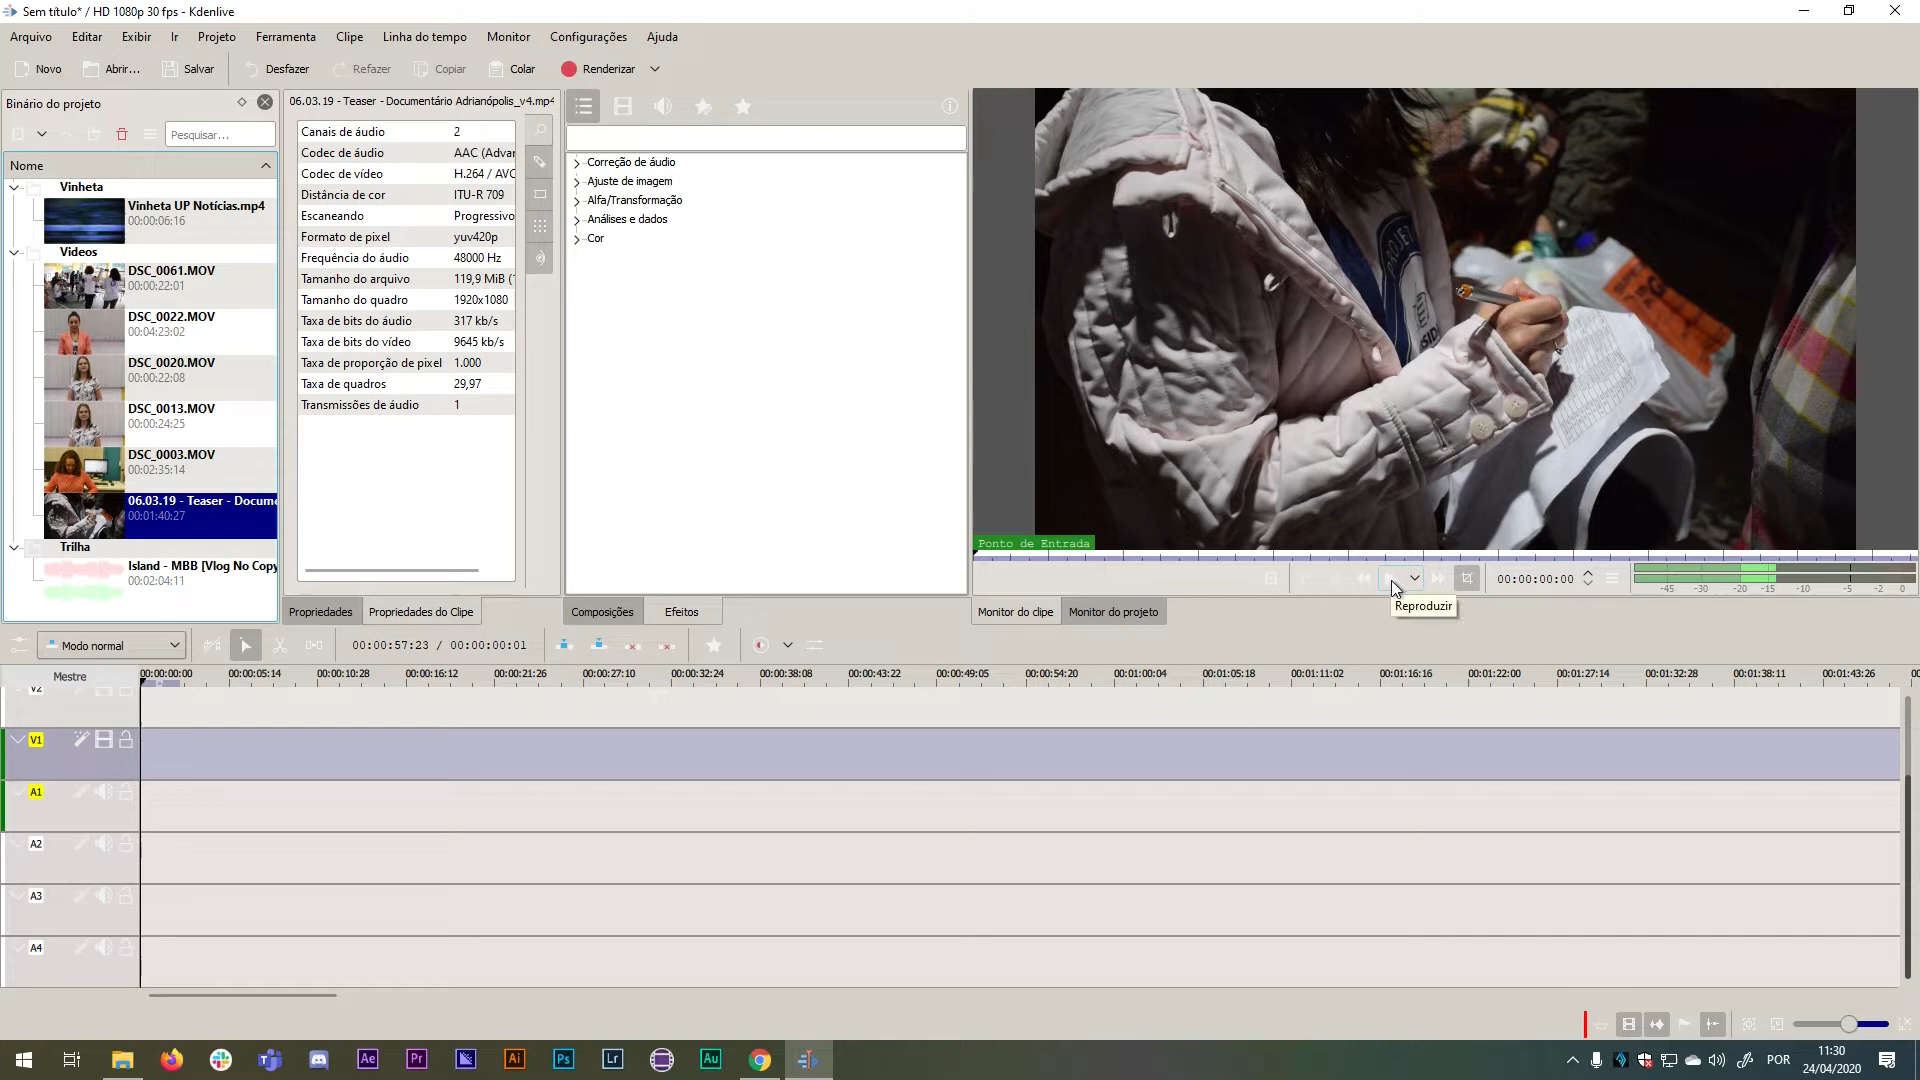 Sem título* / HD 1080p 30 fps - Kdenlive
Arquivo Editar Exibir Ir Projeto Ferramenta Clipe Linha do tempo Monitor Configurações Ajuda
Novo Abrir... Salvar Desfazer Refazer Copiar Colar Renderizar
Binário do projeto
Pesquisar...
Nome
Vinheta
Vinheta UP Notícias.mp4
00:00:06:16
Videos
DSC_0061.MOV
00:00:22:01
DSC_0022.MOV
00:04:23:02
DSC_0020.MOV
00:00:22:08
DSC_0013.MOV
00:00:24:25
DSC_0003.MOV
00:02:35:14
06.03.19 - Teaser - Docume
00:01:40:27
Trilha
Island - MBB [Vlog No Copy
00:02:04:11
06.03.19 - Teaser - Documentário Adrianópolis_v4.mp4
Canais de áudio 2
Codec de áudio AAC (Advar
Codec de vídeo H.264 / AVC
Distância de cor ITU-R 709
Escaneando Progressivo
Formato de pixel yuv420p
Frequência do áudio 48000 Hz
Tamanho do arquivo 119,9 MiB (
Tamanho do quadro 1920x1080
Taxa de bits do áudio 317 kb/s
Taxa de bits do vídeo 9645 kb/s
Taxa de proporção de pixel 1.000
Taxa de quadros 29,97
Transmissões de áudio 1
Propriedades Propriedades do Clipe
Correção de áudio
Ajuste de imagem
Alfa/Transformação
Análises e dados
Cor
Composições Efeitos
PROJET
Ponto de Entrada
00:00:00:00
-45 -30 -20 -15 -10 -5 -2 0
Reproduzir
Monitor do clipe Monitor do projeto
Modo normal
00:00:57:23 / 00:00:00:01
Mestre
00:00:00:00 00:00:05:14 00:00:10:28 00:00:16:12 00:00:21:26 00:00:27:10 00:00:32:24 00:00:38:08 00:00:43:22 00:00:49:05 00:00:54:20 00:01:00:04 00:01:05:18 00:01:11:02 00:01:16:16 00:01:22:00 00:01:27:14 00:01:32:28 00:01:38:11 00:01:43:26 00
V2
V1
A1
A2
A3
A4
Ae Pr Ai Ps Lr Au
POR
11:30
24/04/2020